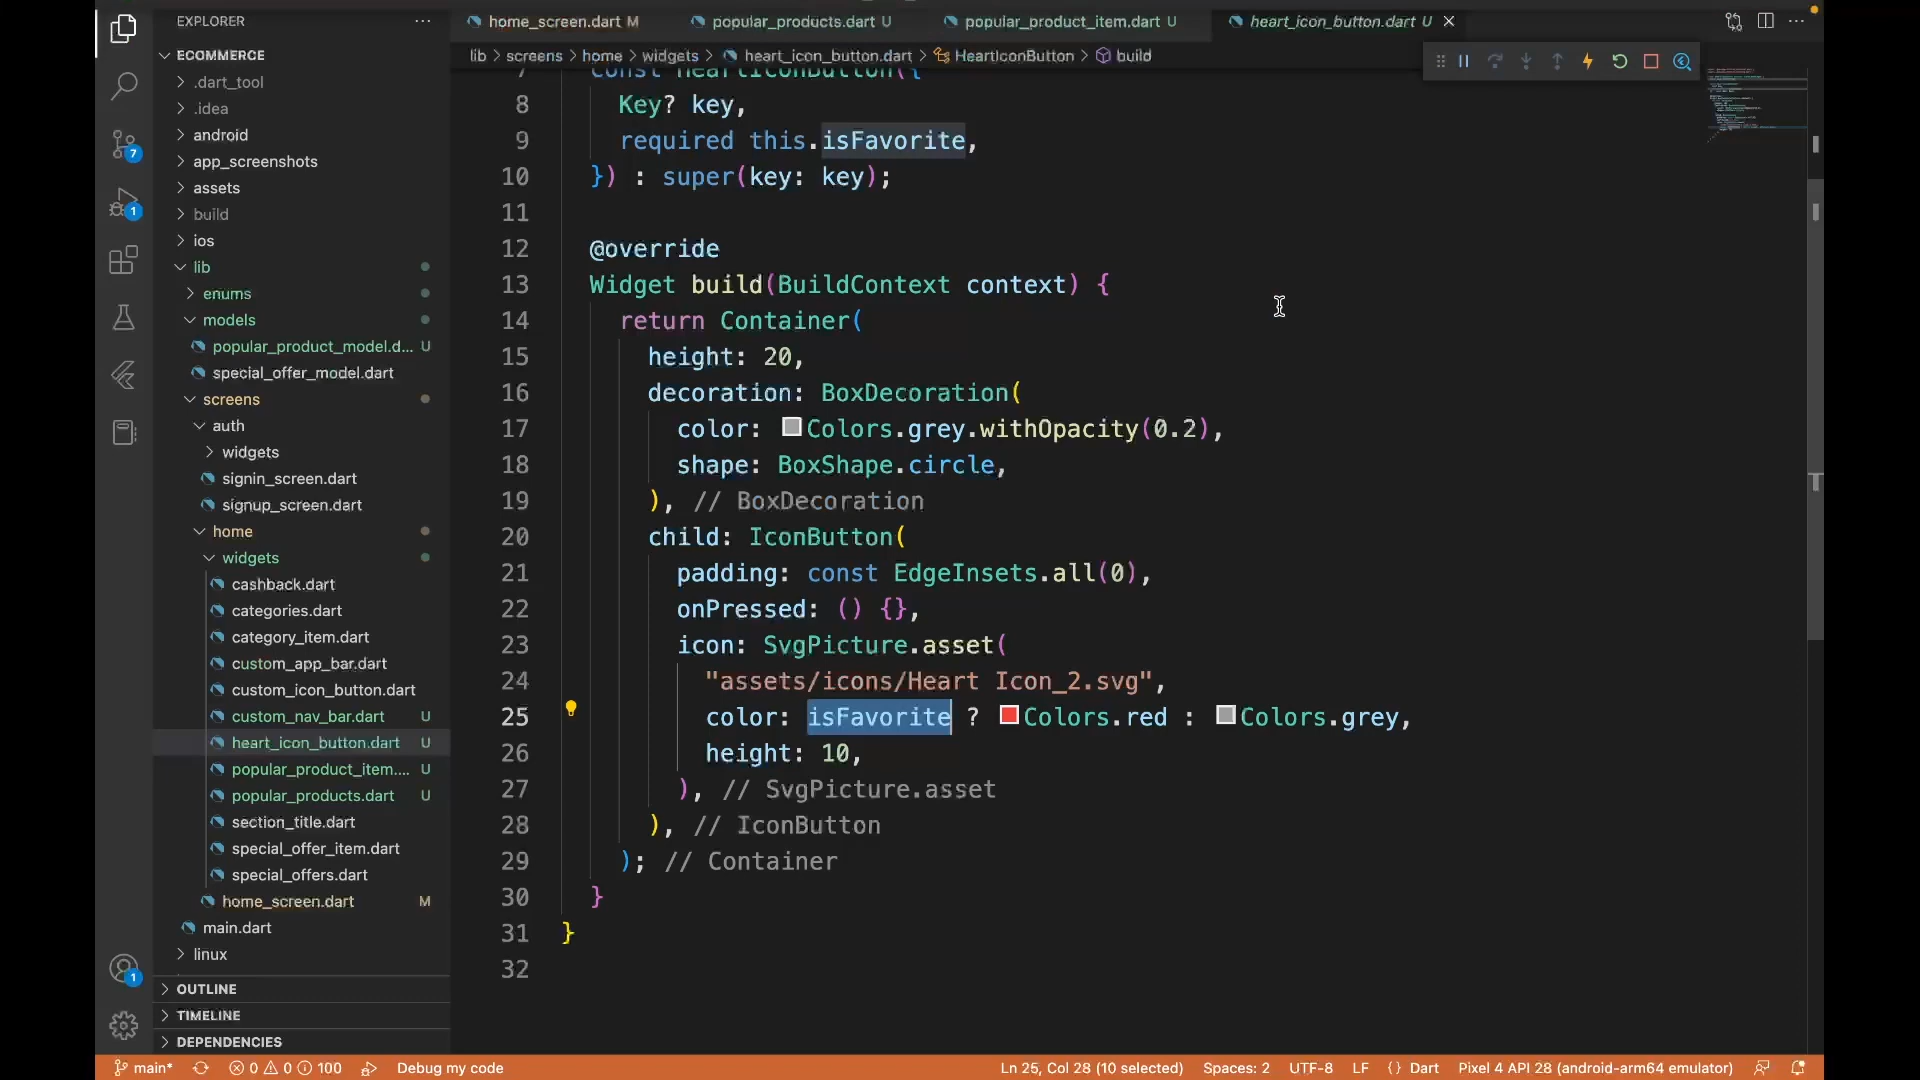 EXPLORER
ECOMMERCE
.dart_tool
.idea
android
app_screenshots
assets
build
ios
lib
enums
models
popular_product_model.d... U
special_offer_model.dart
screens
auth
widgets
signin_screen.dart
signup_screen.dart
home
widgets
cashback.dart
categories.dart
category_item.dart
custom_app_bar.dart
custom_icon_button.dart
custom_nav_bar.dart U
heart_icon_button.dart U
popular_product_item.... U
popular_products.dart U
section_title.dart
special_offer_item.dart
special_offers.dart
home_screen.dart M
main.dart
linux
OUTLINE
TIMELINE
DEPENDENCIES
7
1
1
home_screen.dart M popular_products.dart U popular_product_item.dart U heart_icon_button.dart U
lib > screens > home > widgets > heart_icon_button.dart > HeartIconButton > build
7 const HeartIconButton({
8 Key? key,
9 required this.isFavorite,
10 }) : super(key: key);
11
12 @override
13 Widget build(BuildContext context) {
14 return Container(
15 height: 20,
16 decoration: BoxDecoration(
17 color: Colors.grey.withOpacity(0.2),
18 shape: BoxShape.circle,
19 ), // BoxDecoration
20 child: IconButton(
21 padding: const EdgeInsets.all(0),
22 onPressed: () {},
23 icon: SvgPicture.asset(
24 "assets/icons/Heart Icon_2.svg",
25 color: isFavorite ? Colors.red : Colors.grey,
26 height: 10,
27 ), // SvgPicture.asset
28 ), // IconButton
29 ); // Container
30 }
31 }
32
main* 0 0 100 Debug my code Ln 25, Col 28 (10 selected) Spaces: 2 UTF-8 LF {} Dart Pixel 4 API 28 (android-arm64 emulator)